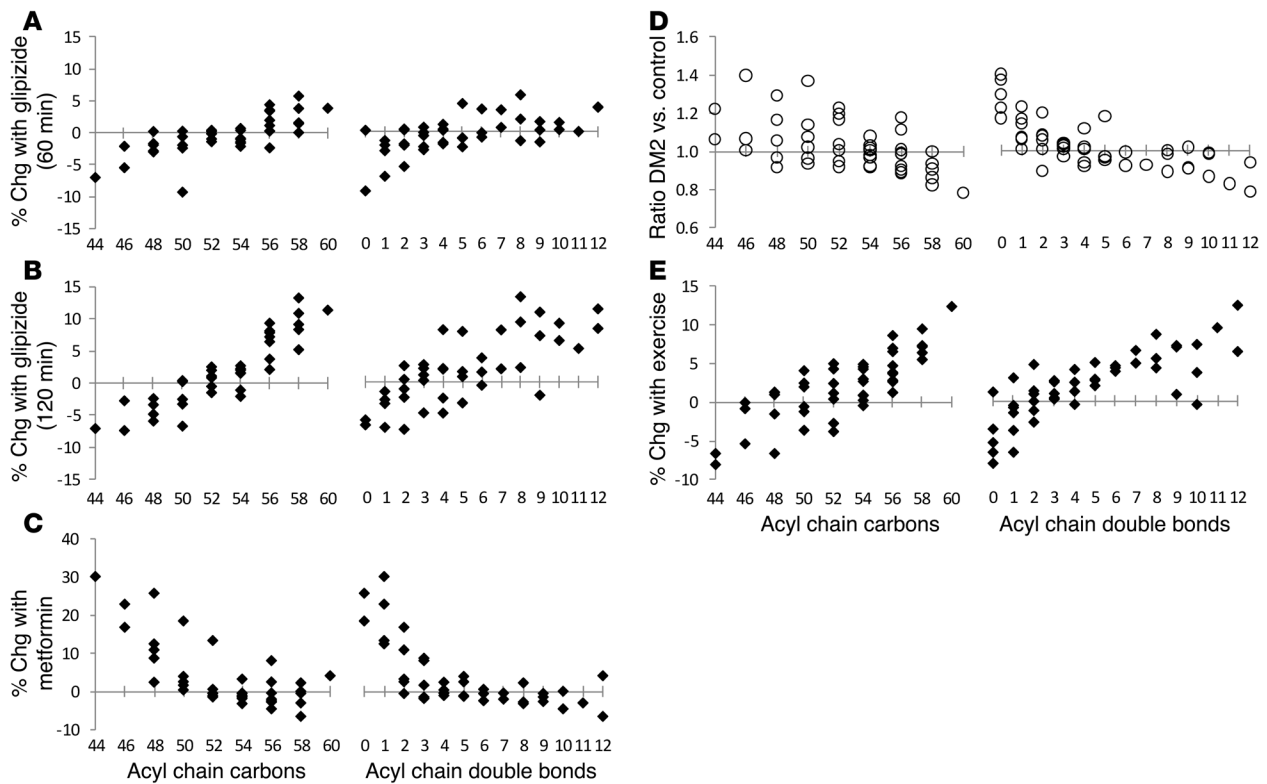 A
% Chg with glipizide
(60 min)
15
10
5
0
-5
-10
-15
44 46 48 50 52 54 56 58 60
0 1 2 3 4 5 6 7 8 9 10 11 12
B
% Chg with glipizide
(120 min)
15
10
5
0
-5
-10
-15
44 46 48 50 52 54 56 58 60
0 1 2 3 4 5 6 7 8 9 10 11 12
C
% Chg with
metformin
40
30
20
10
0
-10
44 46 48 50 52 54 56 58 60
0 1 2 3 4 5 6 7 8 9 10 11 12
Acyl chain carbons
Acyl chain double bonds
D
Ratio DM2 vs. control
1.6
1.4
1.2
1.0
0.8
0.6
44 46 48 50 52 54 56 58 60
0 1 2 3 4 5 6 7 8 9 10 11 12
E
% Chg with exercise
15
10
5
0
-5
-10
44 46 48 50 52 54 56 58 60
0 1 2 3 4 5 6 7 8 9 10 11 12
Acyl chain carbons
Acyl chain double bonds